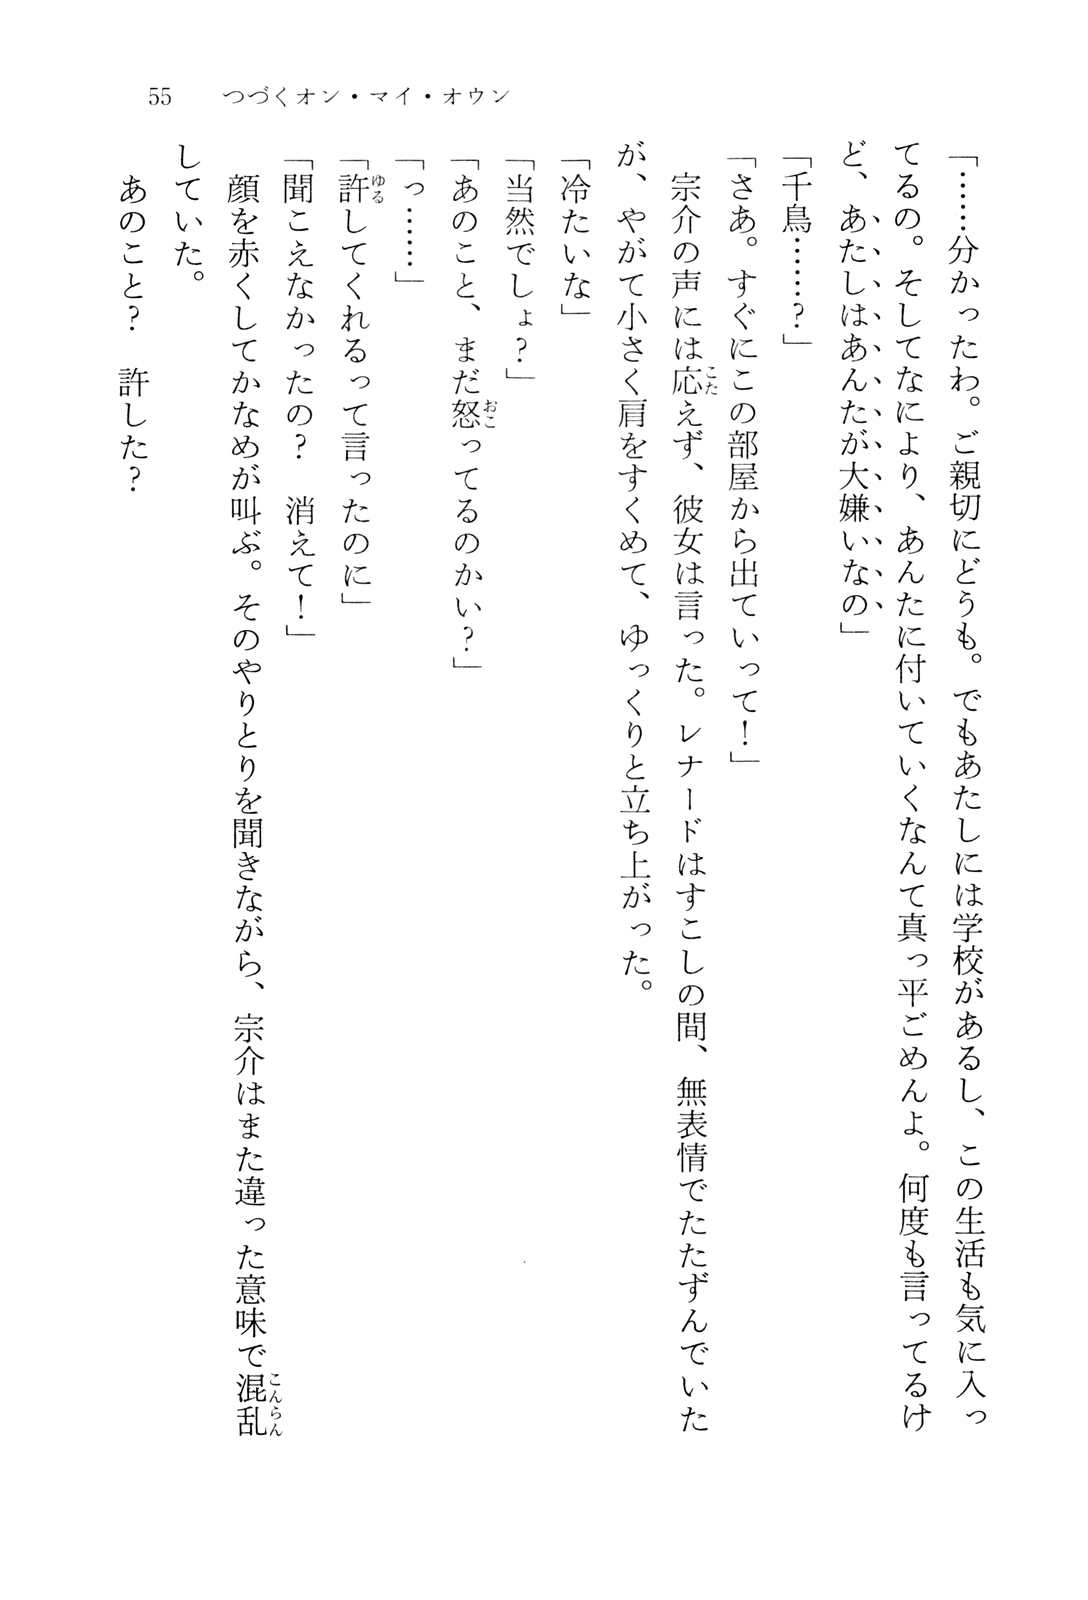 55　つづくオン・マイ・オウン
「……分かったわ。ご親切にどうも。でもあたしには学校があるし、この生活も気に入っ
てるの。そしてなにより、あんたに付いていくなんて真っ平ごめんよ。何度も言ってるけ
ど、あたしはあんたが大嫌いなの」
「千鳥……？」
「さあ。すぐにこの部屋から出ていって！」
　宗介の声には応えず、彼女は言った。レナードはすこしの間、無表情でたたずんでいた
が、やがて小さく肩をすくめて、ゆっくりと立ち上がった。
「冷たいな」
「当然でしょ？」
「あのこと、まだ怒ってるのかい？」
「っ……」
「許してくれるって言ったのに」
「聞こえなかったの？　消えて！」
　顔を赤くしてかなめが叫ぶ。そのやりとりを聞きながら、宗介はまた違った意味で混乱
していた。
　あのこと？　許した？